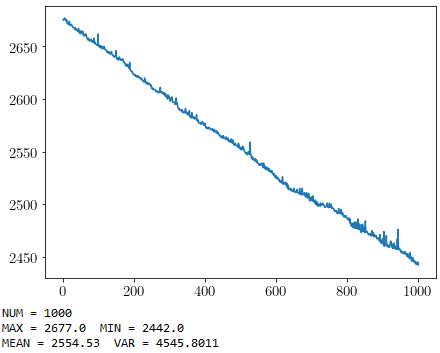 2650
2600
2550
2500
2450
0 200 400 600 800 1000
NUM = 1000
MAX = 2677.0 MIN = 2442.0
MEAN = 2554.53 VAR = 4545.8011